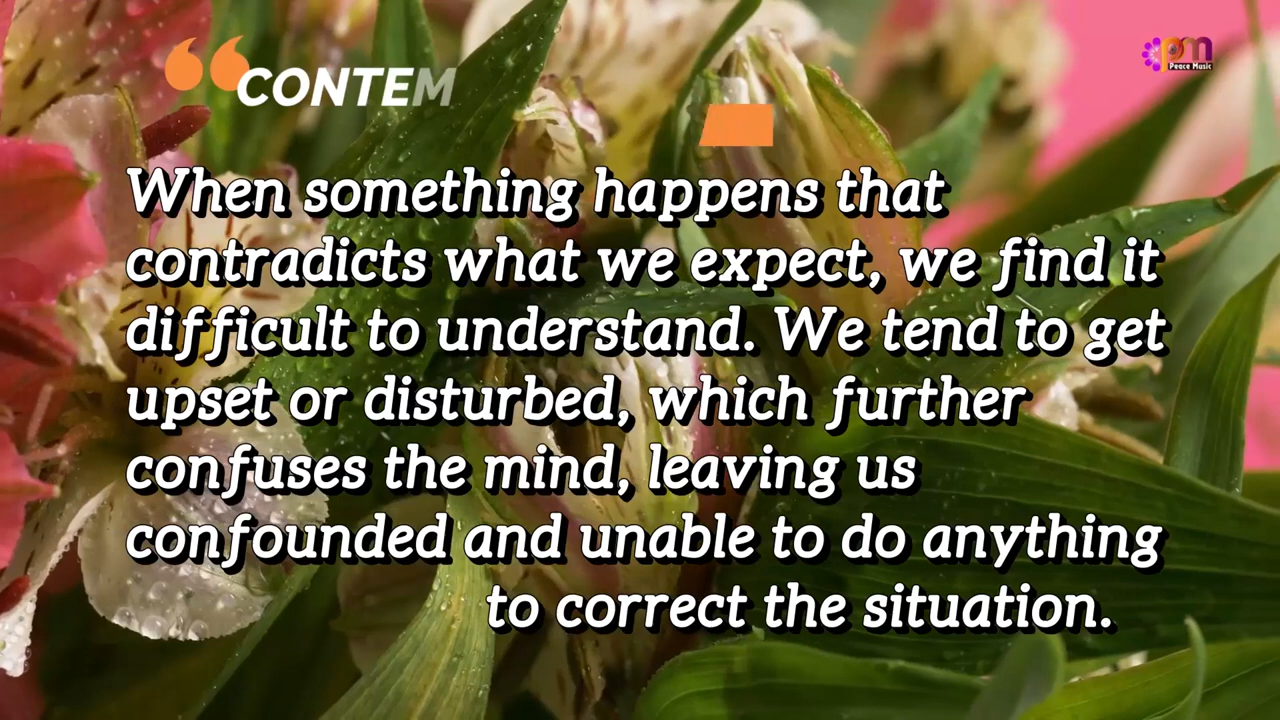 CONTEM
pm
Peace Music
When something happens that
contradicts what we expect, we find it
difficult to understand. We tend to get
upset or disturbed, which further
confuses the mind, leaving us
confounded and unable to do anything
to correct the situation.